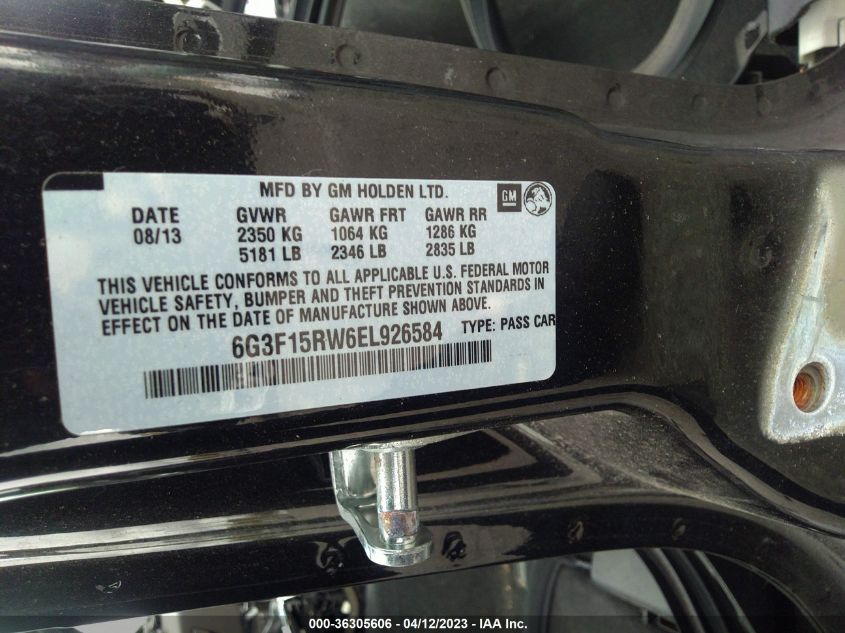 MFD BY GM HOLDEN LTD.
GM
DATE GVWR GAWR FRT GAWR RR
08/13 2350 KG 1064 KG 1286 KG
5181 LB 2346 LB 2835 LB
THIS VEHICLE CONFORMS TO ALL APPLICABLE U.S. FEDERAL MOTOR
VEHICLE SAFETY, BUMPER AND THEFT PREVENTION STANDARDS IN
EFFECT ON THE DATE OF MANUFACTURE SHOWN ABOVE.
6G3F15RW6EL926584 TYPE: PASS CAR
000-36305606 - 04/12/2023 - IAA Inc.